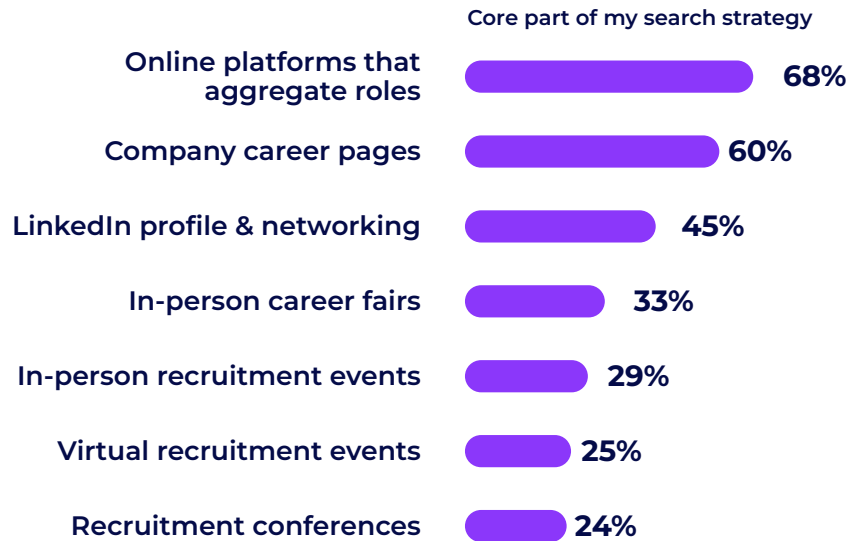 Core part of my search strategy
Online platforms that
aggregate roles
68%
Company career pages
60%
LinkedIn profile & networking
45%
In-person career fairs
33%
In-person recruitment events
29%
Virtual recruitment events
25%
Recruitment conferences
24%